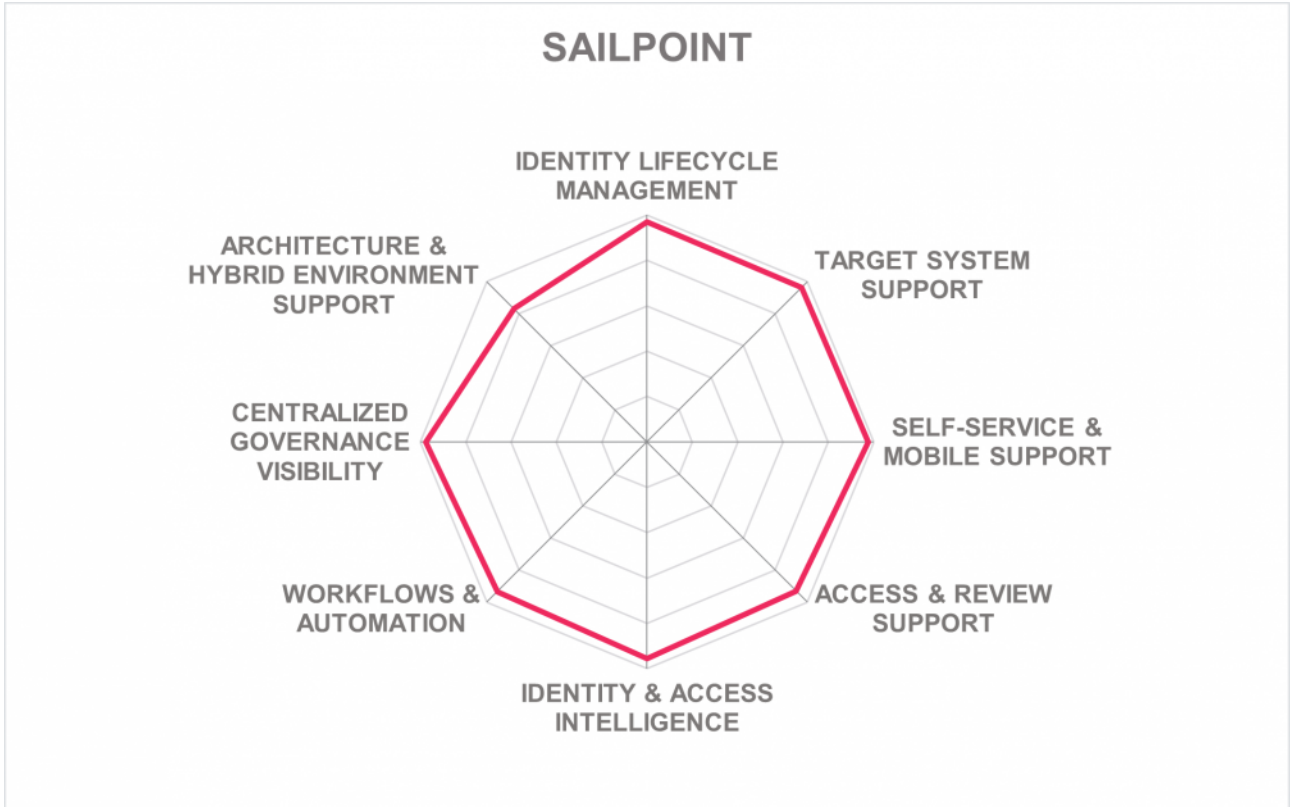 SAILPOINT
IDENTITY LIFECYCLE
MANAGEMENT
ARCHITECTURE &
HYBRID ENVIRONMENT
SUPPORT
TARGET SYSTEM
SUPPORT
CENTRALIZED
GOVERNANCE
VISIBILITY
SELF-SERVICE &
MOBILE SUPPORT
WORKFLOWS &
AUTOMATION
ACCESS & REVIEW
SUPPORT
IDENTITY & ACCESS
INTELLIGENCE